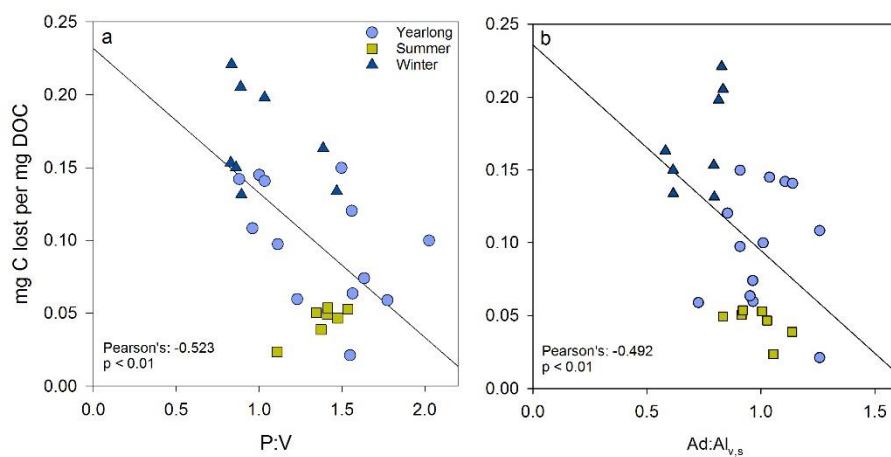 a
Yearlong
Summer
Winter
mg C lost per mg DOC
0.25
0.20
0.15
0.10
0.05
0.00
Pearson's: -0.523
p < 0.01
0.0 0.5 1.0 1.5 2.0
P:V
b
0.25
0.20
0.15
0.10
0.05
0.00
Pearson's: -0.492
p < 0.01
0.0 0.5 1.0 1.5
Ad:Alv,s